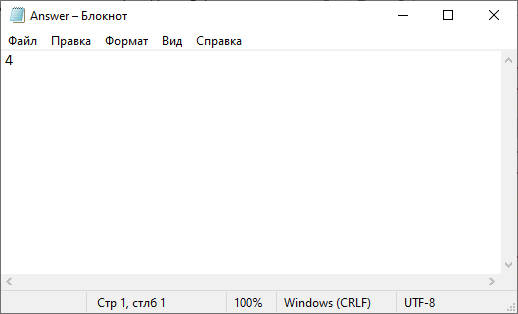 Answer – Блокнот
Файл Правка Формат Вид Справка
4
Стр 1, стлб 1 100% Windows (CRLF) UTF-8